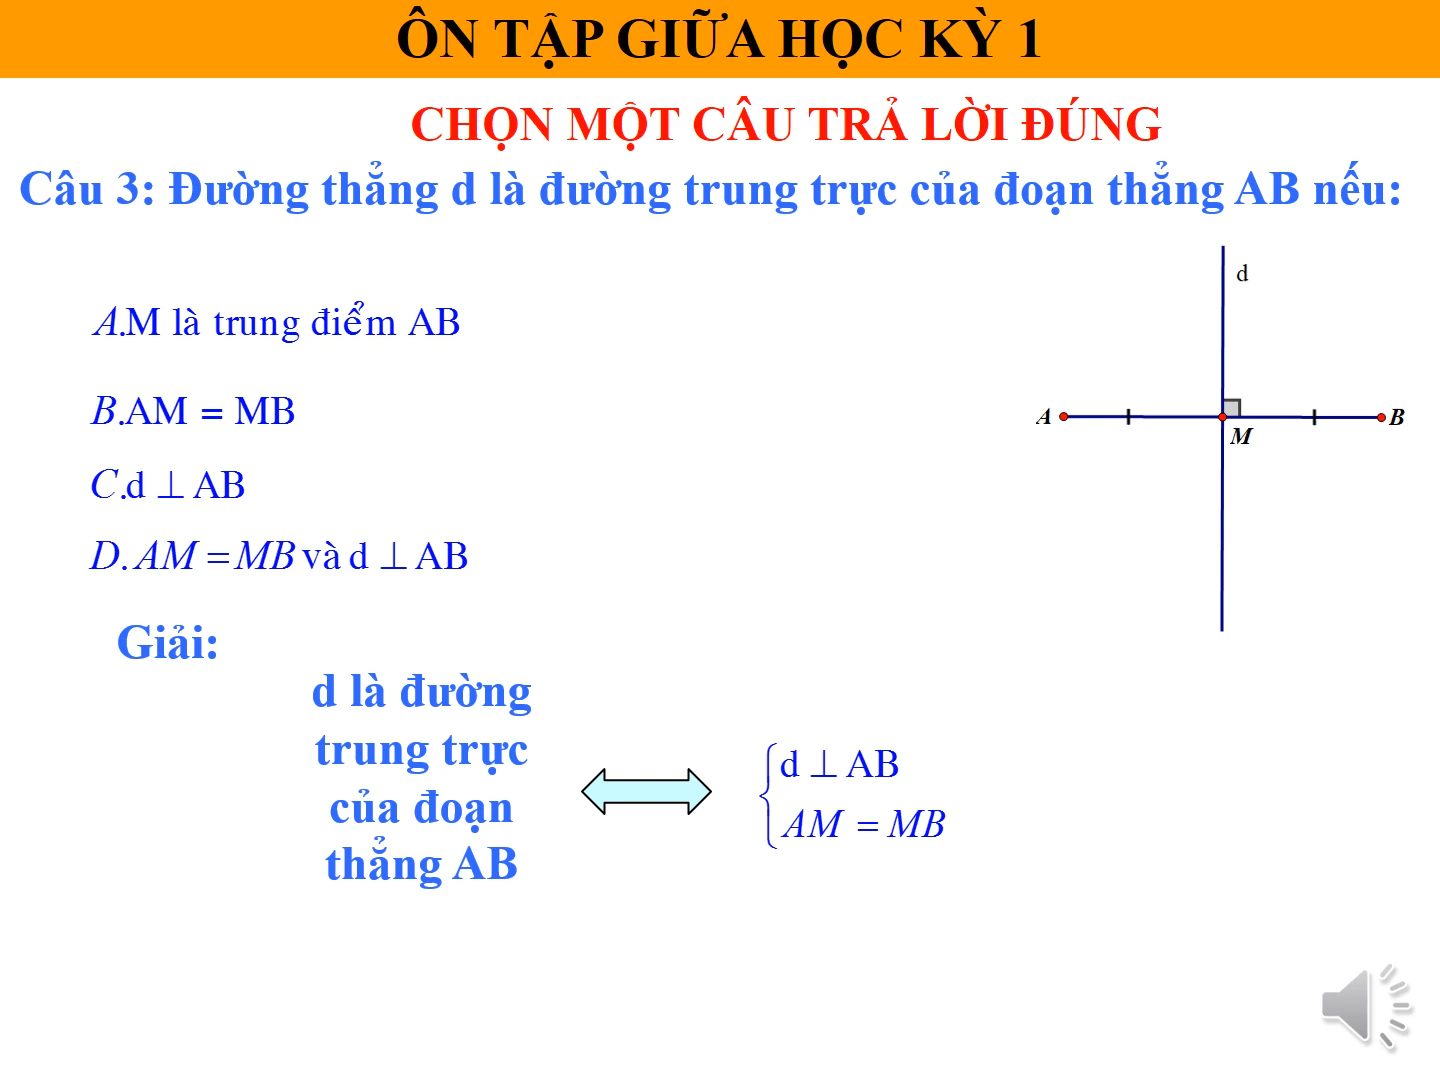 ÔN TẬP GIỮA HỌC KỲ 1
CHỌN MỘT CÂU TRẢ LỜI ĐÚNG
Câu 3: Đường thẳng d là đường trung trực của đoạn thẳng AB nếu:
d
A.M là trung điểm AB
B.AM = MB
A
B
M
C.d ⊥ AB
D. AM = MB và d ⊥ AB
Giải:
d là đường
trung trực
của đoạn
thẳng AB
d ⊥ AB
AM = MB